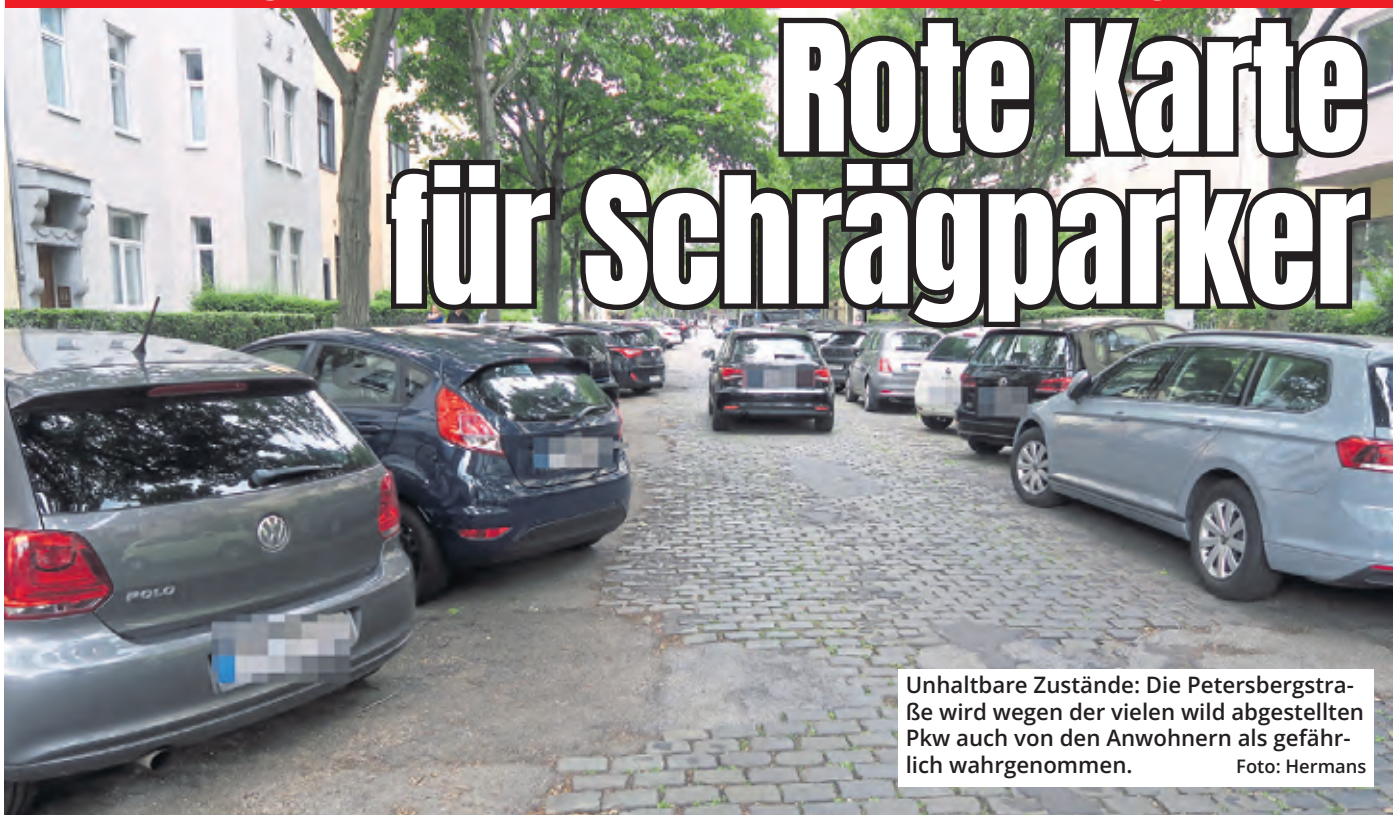 Rote Karte
für Schrägparker
POLO
Unhaltbare Zustände: Die Petersbergstra-
ße wird wegen der vielen wild abgestellten
Pkw auch von den Anwohnern als gefähr-
lich wahrgenommen. Foto: Hermans